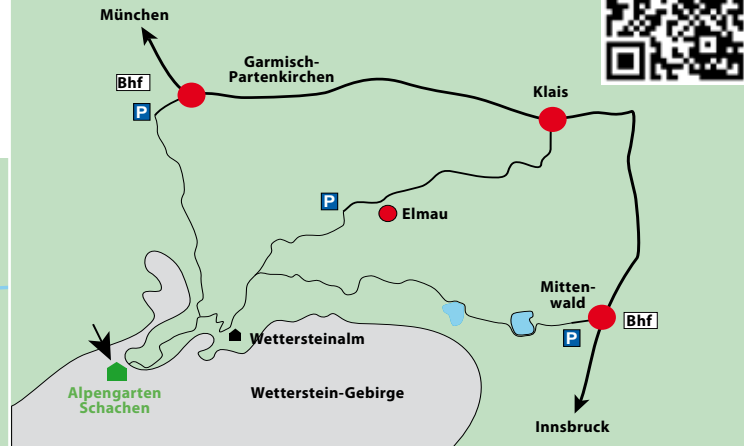 München
Garmisch-
Partenkirchen
Bhf
P
Klais
P
Elmau
Mitten-
wald
Bhf
P
Wettersteinalm
Alpengarten
Schachen
Wetterstein-Gebirge
Innsbruck